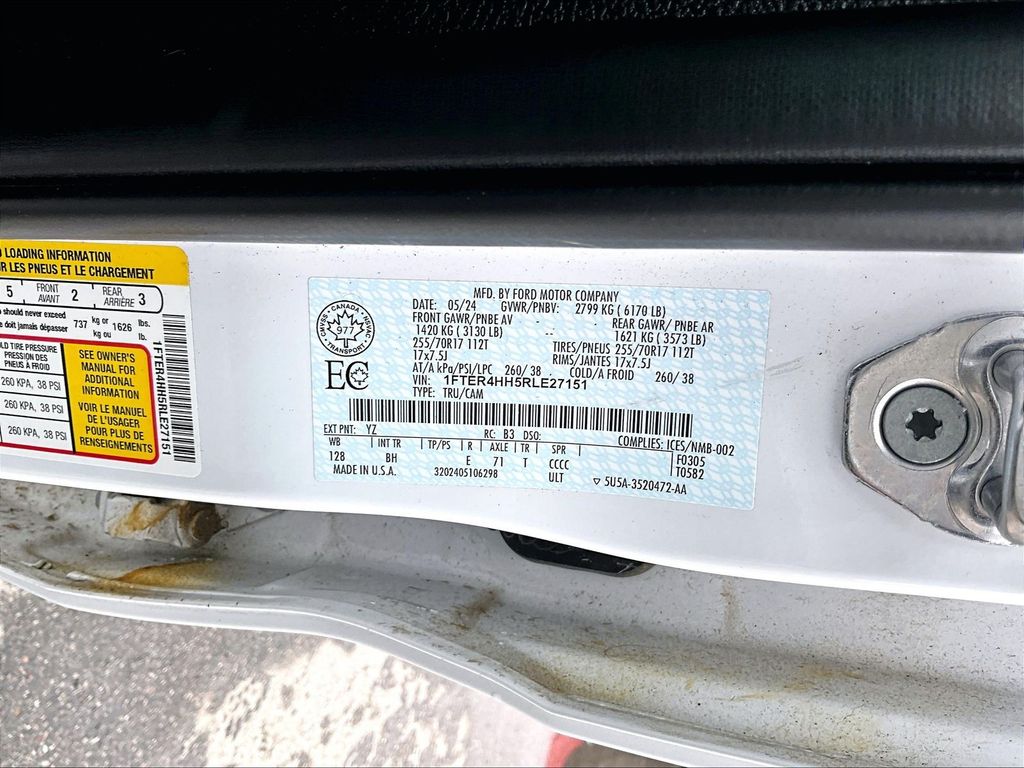 LOADING INFORMATION
R LES PNEUS ET LE CHARGEMENT
5 FRONT AVANT 2 REAR ARRIÈRE 3
should never exceed
ne doit jamais dépasser 737 kg or kg ou 1626 lbs. lb.
TIRE PRESSURE
PRESSION DES
PNEUS A FROID
260 KPA, 38 PSI
260 KPA, 38 PSI
260 KPA, 38 PSI
SEE OWNER'S
MANUAL FOR
ADDITIONAL
INFORMATION
VOIR LE MANUEL
DE L'USAGER
POUR PLUS DE
RENSEIGNEMENTS
1FTER4HH5RLE27151
MFD. BY FORD MOTOR COMPANY
DATE: 05/24 GVWR/PNBV: 2799 KG ( 6170 LB)
FRONT GAWR/PNBE AV REAR GAWR/ PNBE AR
1420 KG ( 3130 LB) -- 1621 KG ( 3573 LB)
255/70R17 112T TIRES/PNEUS 255/70R17 112T
17x7.5J RIMS/JANTES 17x7.5J
AT/A kPa/PSI/LPC 260/ 38 COLD/A FROID 260/ 38
VIN: 1FTER4HH5RLE27151
TYPE: TRU/CAM
CANADA
977
TRANSPORT
EC
EXT PNT: YZ RC: B3 DSO: COMPLIES: ICES/NMB-002
WB INT TR TP/PS R AXLE TR SPR F0305
128 BH E 71 T CCCC T0582
MADE IN U.S.A. 3202405106298 ULT ▽ 5U5A-3520472-AA